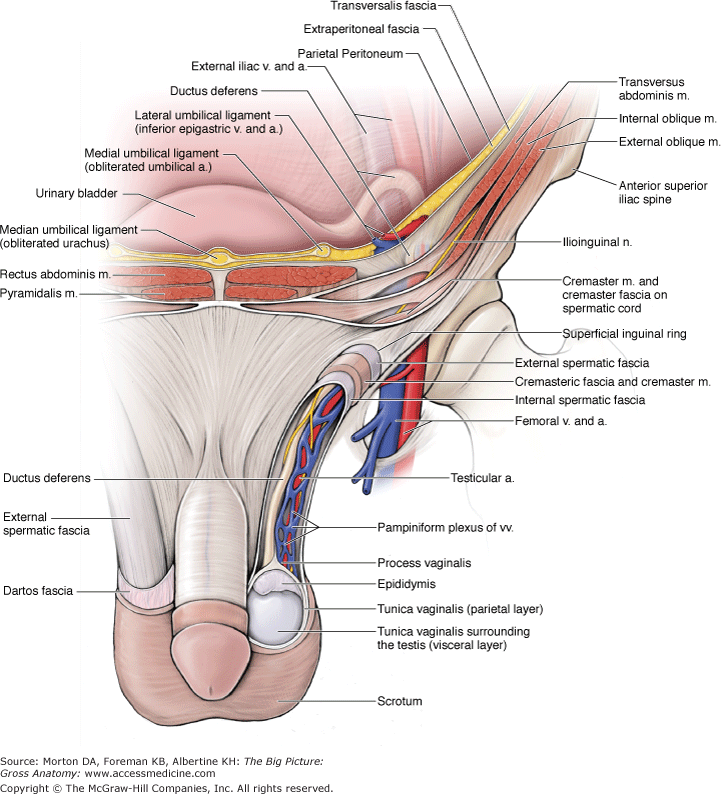 Transversalis fascia
Extraperitoneal fascia
Parietal Peritoneum
External iliac v. and a.
Ductus deferens
Lateral umbilical ligament
(inferior epigastric v. and a.)
Medial umbilical ligament
(obliterated umbilical a.)
Urinary bladder
Median umbilical ligament
(obliterated urachus)
Rectus abdominis m.
Pyramidalis m.
Transversus
abdominis m.
Internal oblique m.
External oblique m.
Anterior superior
iliac spine
Ilioinguinal n.
Cremaster m. and
cremaster fascia on
spermatic cord
Superficial inguinal ring
External spermatic fascia
Cremasteric fascia and cremaster m.
Internal spermatic fascia
Femoral v. and a.
Ductus deferens
External
spermatic fascia
Dartos fascia
Testicular a.
Pampiniform plexus of vv.
Process vaginalis
Epididymis
Tunica vaginalis (parietal layer)
Tunica vaginalis surrounding
the testis (visceral layer)
Scrotum
Source: Morton DA, Foreman KB, Albertine KH: The Big Picture:
Gross Anatomy: www.accessmedicine.com
Copyright © The McGraw-Hill Companies, Inc. All rights reserved.